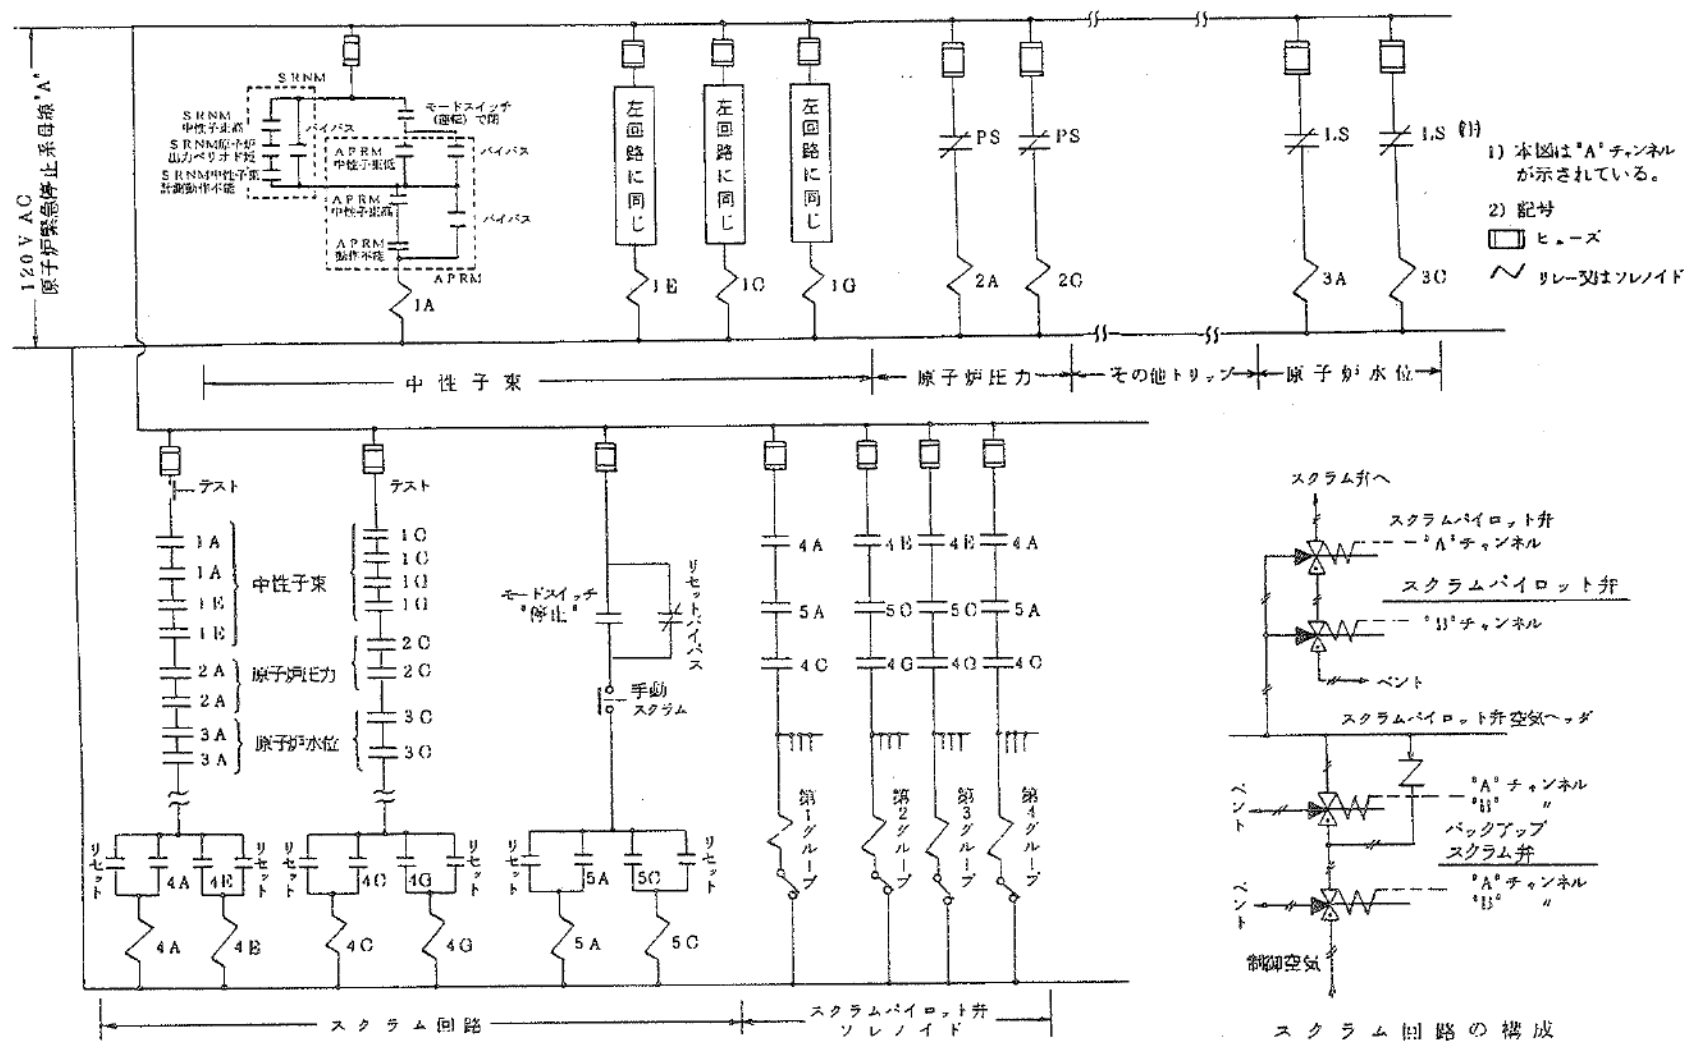 120V AC
原子炉緊急停止系母線"A"
SRNM
SRNM
中性子束高
SRNM原子炉
出力ペリオド短
SRNM中性子束
計測動作不能
バイパス
モードスイッチ
(運転)で閉
APRM
中性子束低
バイパス
APRM
中性子束高
バイパス
APRM
動作不能
APRM
1A
左回路に同じ
1E
左回路に同じ
1C
左回路に同じ
1G
PS
2A
PS
2C
LS
3A
LS
3C
1) 本図は"A"チャンネル
が示されている。
2) 記号
ヒューズ
リレー又はソレノイド
中性子束
原子炉圧力
その他トリップ
原子炉水位
テスト
1A
1A
1E
1E
中性子束
2A
2A
原子炉圧力
3A
3A
原子炉水位
テスト
1C
1C
1G
1G
2C
2C
3C
3C
リセット
4A
4E
リセット
リセット
4C
4G
リセット
4A
4E
4C
4G
モードスイッチ
"停止"
リセットバイパス
手動
スクラム
5A
5C
リセット
5A
5C
4A
5A
4C
第1グループ
4E
5C
4G
第2グループ
4E
5C
4G
第3グループ
4A
5A
4C
第4グループ
スクラム回路
スクラムパイロット弁
ソレノイド
スクラム弁へ
スクラムパイロット弁
"A"チャンネル
スクラムパイロット弁
"B"チャンネル
ベント
スクラムパイロット弁空気ヘッダ
ベント
"A"チャンネル
"B" 〃
バックアップ
スクラム弁
ベント
"A"チャンネル
"B" 〃
制御空気
スクラム回路の構成